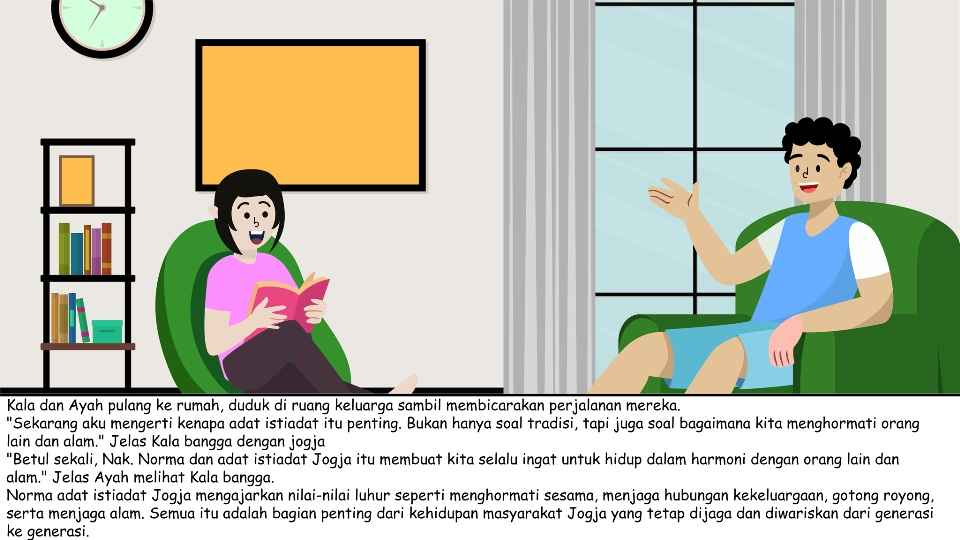 Kala dan Ayah pulang ke rumah, duduk di ruang keluarga sambil membicarakan perjalanan mereka.
"Sekarang aku mengerti kenapa adat istiadat itu penting. Bukan hanya soal tradisi, tapi juga soal bagaimana kita menghormati orang
lain dan alam." Jelas Kala bangga dengan jogja
"Betul sekali, Nak. Norma dan adat istiadat Jogja itu membuat kita selalu ingat untuk hidup dalam harmoni dengan orang lain dan
alam." Jelas Ayah melihat Kala bangga.
Norma adat istiadat Jogja mengajarkan nilai-nilai luhur seperti menghormati sesama, menjaga hubungan kekeluargaan, gotong royong,
serta menjaga alam. Semua itu adalah bagian penting dari kehidupan masyarakat Jogja yang tetap dijaga dan diwariskan dari generasi
ke generasi.